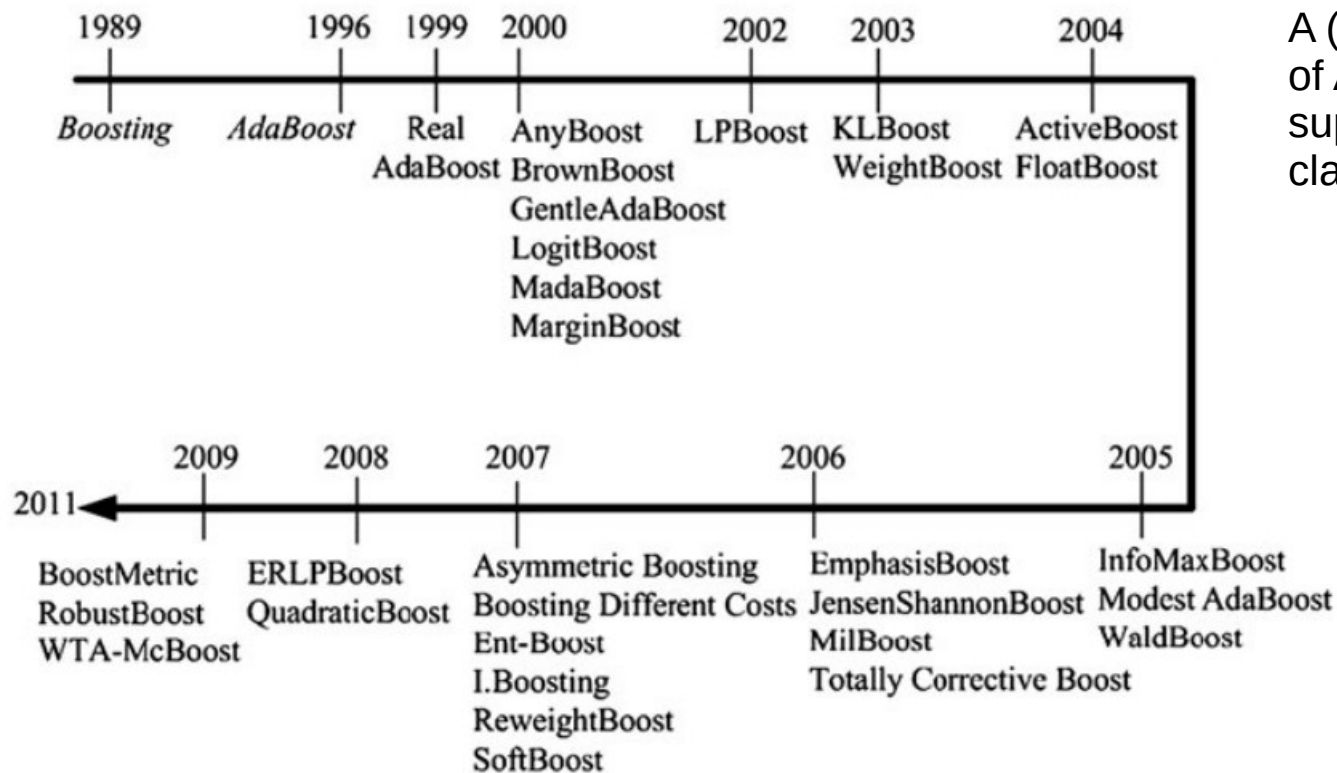 1989 1996 1999 2000 2002 2003 2004
Boosting AdaBoost Real AnyBoost LPBoost KLBoost ActiveBoost
AdaBoost BrownBoost WeightBoost FloatBoost
GentleAdaBoost
LogitBoost
MadaBoost
MarginBoost
A (
of
sup
cla
2009 2008 2007 2006 2005
2011
BoostMetric ERLPBoost Asymmetric Boosting EmphasisBoost InfoMaxBoost
RobustBoost QuadraticBoost Boosting Different Costs JensenShannonBoost Modest AdaBoost
WTA-McBoost Ent-Boost MilBoost WaldBoost
I.Boosting Totally Corrective Boost
ReweightBoost
SoftBoost